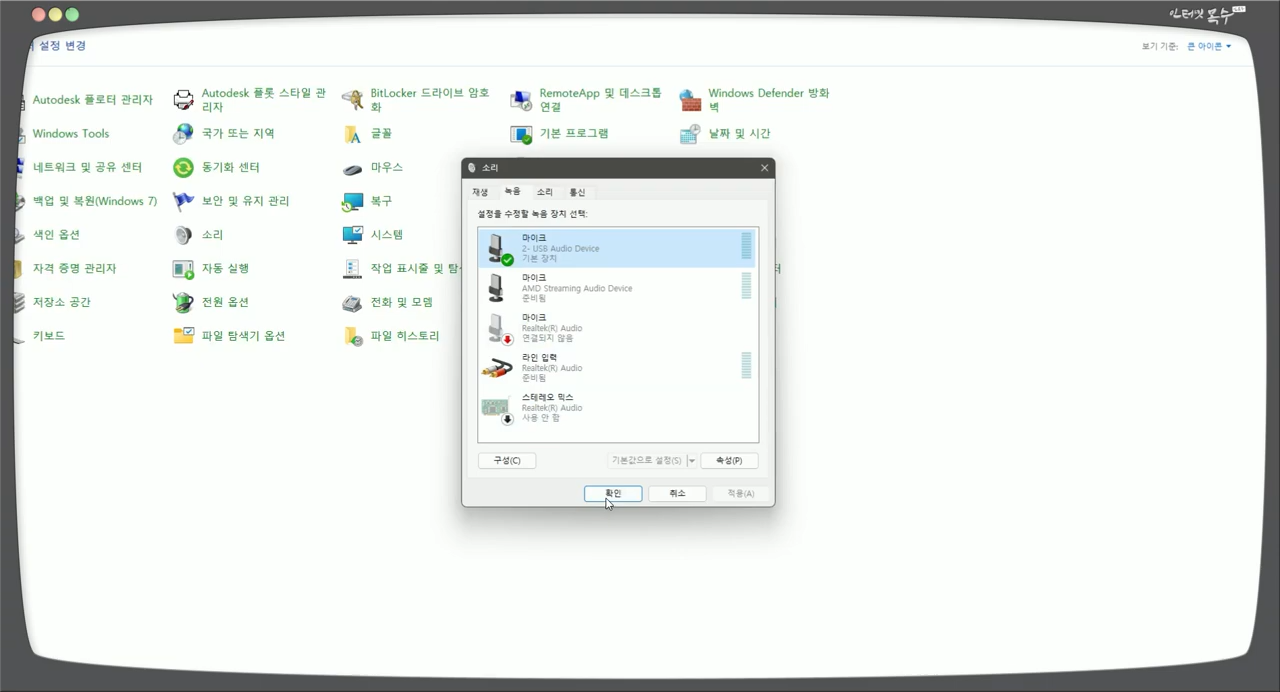 인터넷 목수
설정 변경
보기 기준: 큰 아이콘
Autodesk 플로터 관리자
Autodesk 플롯 스타일 관
리자
BitLocker 드라이브 암호
화
RemoteApp 및 데스크톱
연결
Windows Defender 방화
벽
Windows Tools
국가 또는 지역
글꼴
기본 프로그램
날짜 및 시간
네트워크 및 공유 센터
동기화 센터
마우스
백업 및 복원(Windows 7)
보안 및 유지 관리
복구
색인 옵션
소리
시스템
자격 증명 관리자
자동 실행
작업 표시줄 및 탐
저장소 공간
전원 옵션
전화 및 모뎀
키보드
파일 탐색기 옵션
파일 히스토리
소리
재생
녹음
소리
통신
설정을 수정할 녹음 장치 선택:
마이크
2- USB Audio Device
기본 장치
마이크
AMD Streaming Audio Device
준비됨
마이크
Realtek(R) Audio
연결되지 않음
라인 입력
Realtek(R) Audio
준비됨
스테레오 믹스
Realtek(R) Audio
사용 안 함
구성(C)
기본값으로 설정(S)
속성(P)
확인
취소
적용(A)